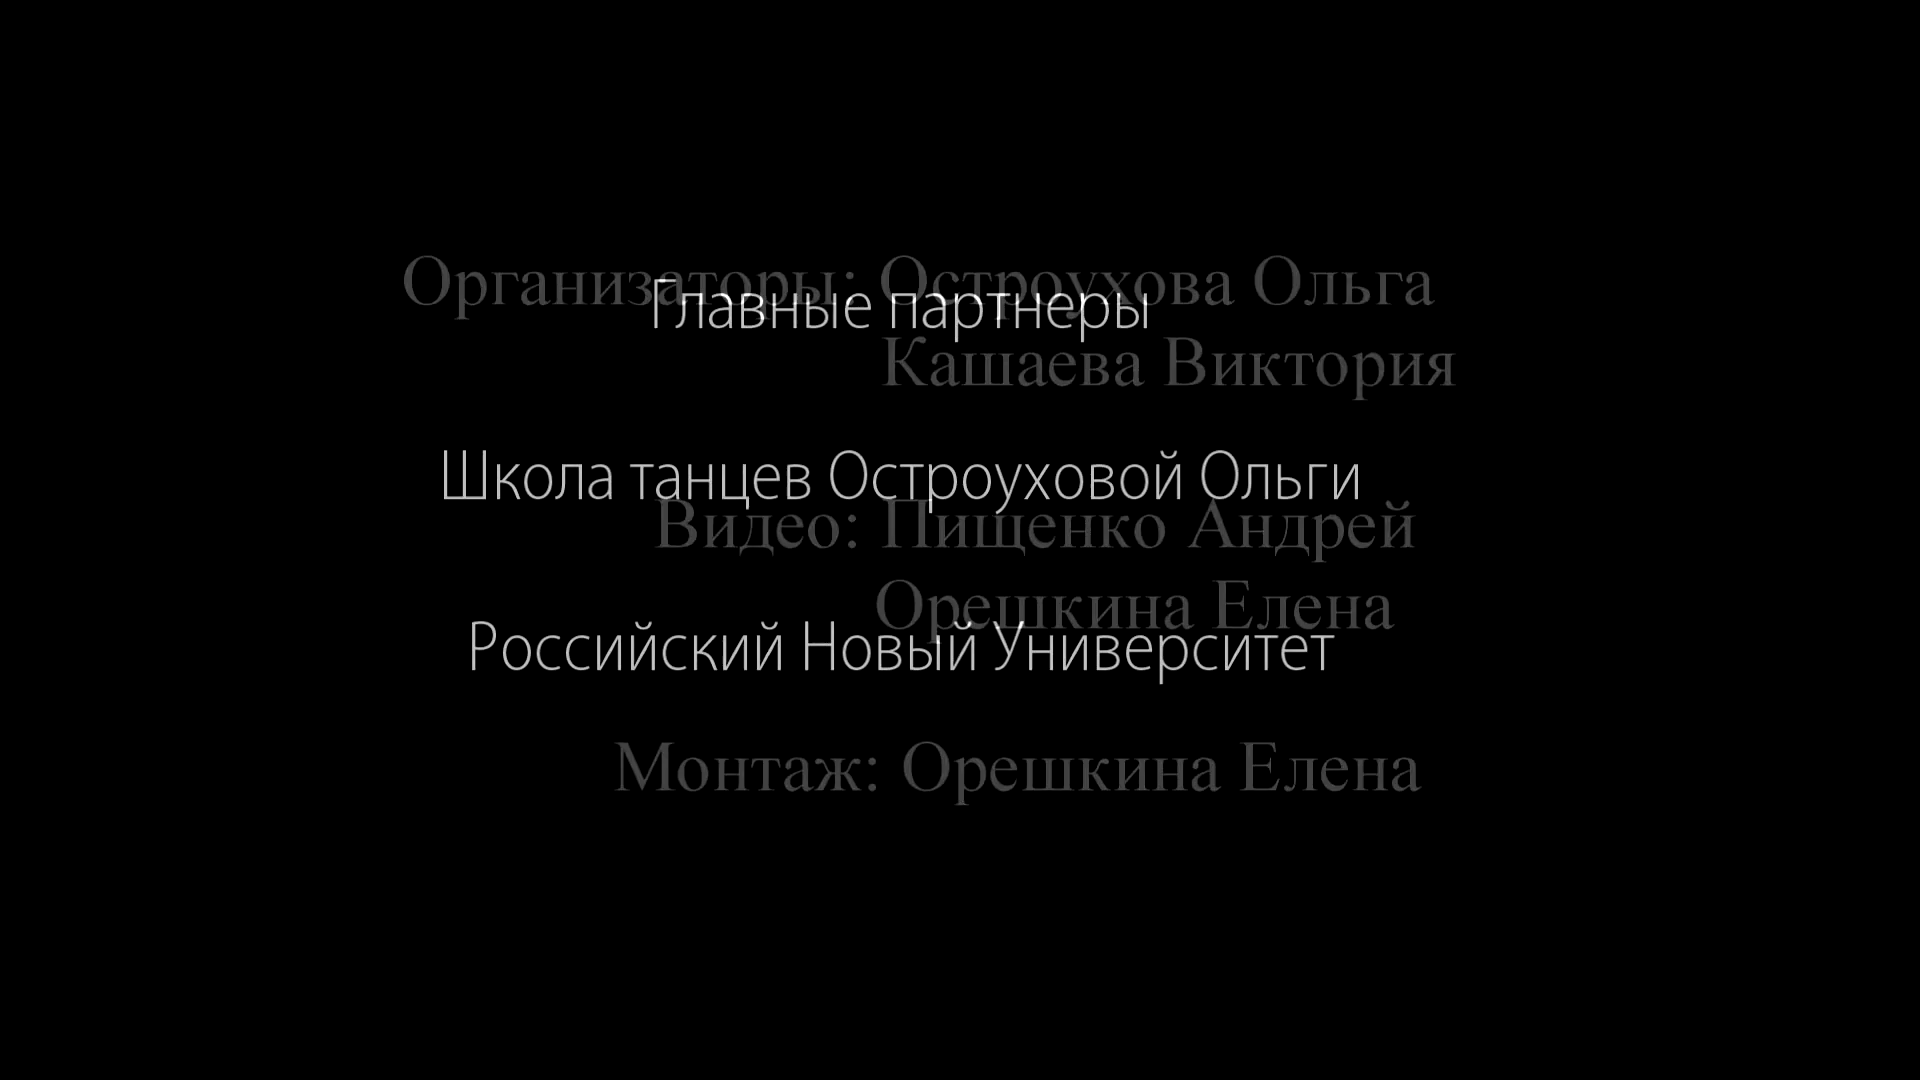 Организаторы: Остроухова Ольга
Главные партнеры
Кашаева Виктория
Школа танцев Остроуховой Ольги
Видео: Пищенко Андрей
Орешкина Елена
Российский Новый Университет
Монтаж: Орешкина Елена